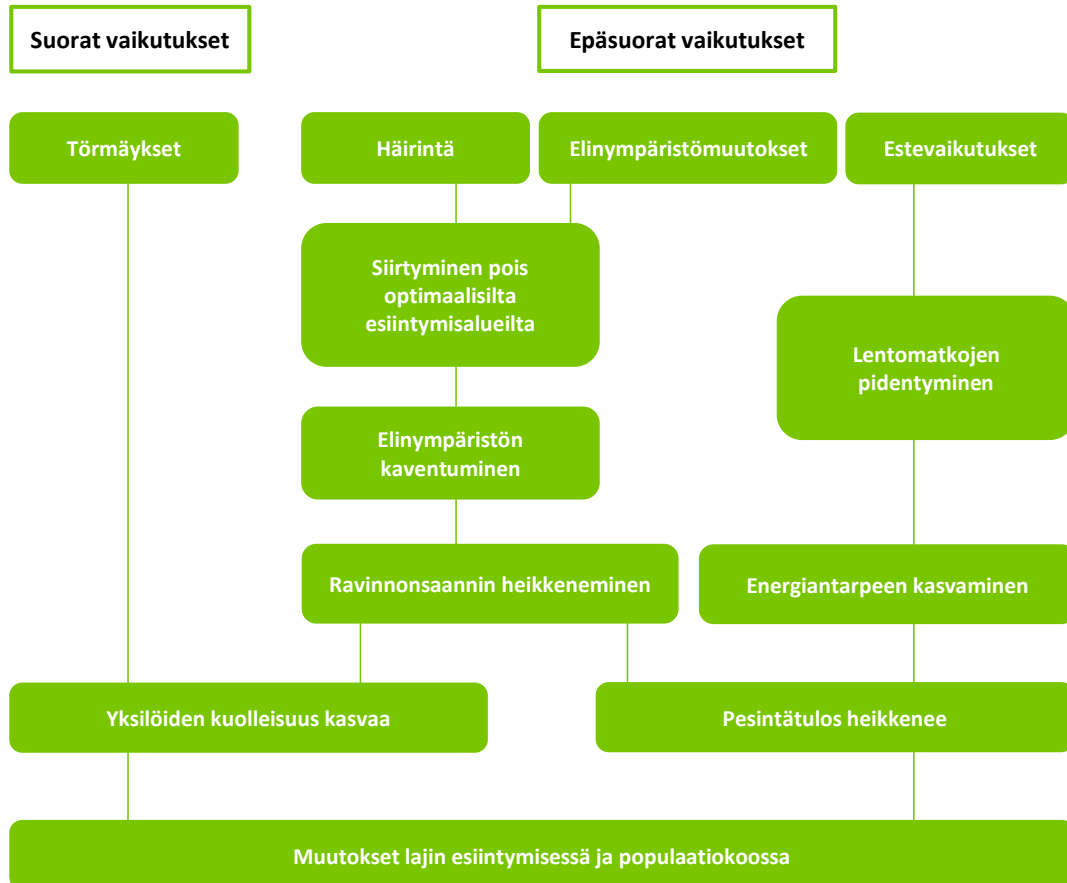 Suorat vaikutukset
Epäsuorat vaikutukset
Törmäykset
Häirintä
Elinympäristömuutokset
Estevaikutukset
Siirtyminen pois
optimaalisilta
esiintymisalueilta
Lentomatkojen
pidentyminen
Elinympäristön
kaventuminen
Ravinnonsaannin heikkeneminen
Energiantarpeen kasvaminen
Yksilöiden kuolleisuus kasvaa
Pesintätulos heikkenee
Muutokset lajin esiintymisessä ja populaatiokoossa